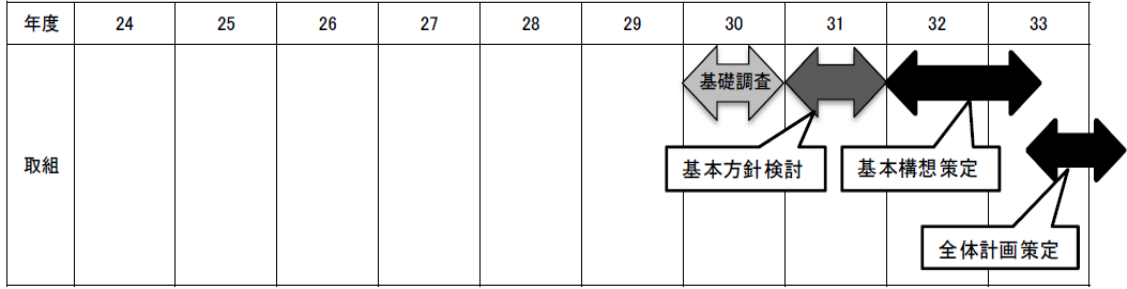 年度 24 25 26 27 28 29 30 31 32 33
基礎調査
取組
基本方針検討
基本構想策定
全体計画策定